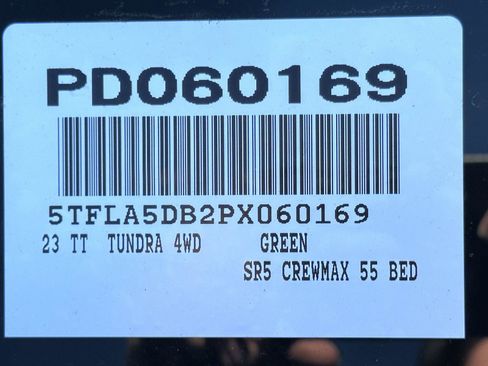 PD060169
5TFLA5DB2PX060169
23 TT TUNDRA 4WD GREEN
SR5 CREWMAX 55 BED